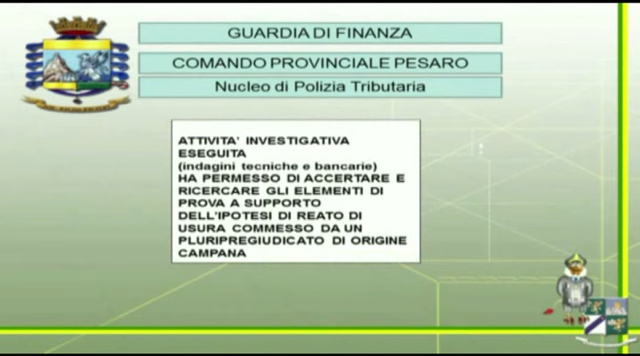 GUARDIA DI FINANZA
COMANDO PROVINCIALE PESARO
Nucleo di Polizia Tributaria
ATTIVITA' INVESTIGATIVA
ESEGUITA
(indagini tecniche e bancarie)
HA PERMESSO DI ACCERTARE E
RICERCARE GLI ELEMENTI DI
PROVA A SUPPORTO
DELL'IPOTESI DI REATO DI
USURA COMMESSO DA UN
PLURIPREGIUDICATO DI ORIGINE
CAMPANA